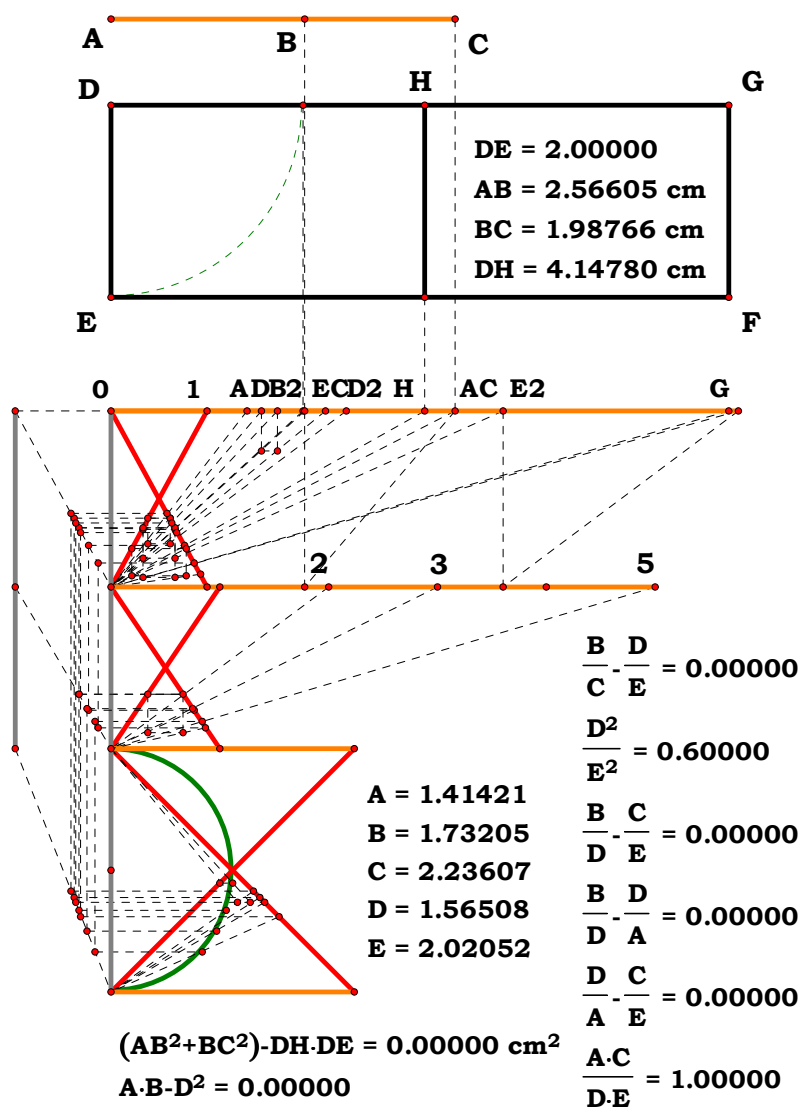 A B C
D H G
DE = 2.00000
AB = 2.56605 cm
BC = 1.98766 cm
DH = 4.14780 cm
E F
0 1 A D B2 EC D2 H AC E2 G
2 3 5
B/C - D/E = 0.00000
D²/E² = 0.60000
A = 1.41421
B = 1.73205
C = 2.23607
D = 1.56508
E = 2.02052
B/D - C/E = 0.00000
B/D - D/A = 0.00000
D/A - C/E = 0.00000
(AB²+BC²)-DH·DE = 0.00000 cm²
A·B-D² = 0.00000
A·C/D·E = 1.00000